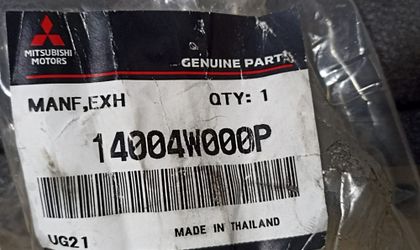 MITSUBISHI
MOTORS
GENUINE PARTS
MANF,EXH QTY: 1
14004W000P
UG21 MADE IN THAILAND